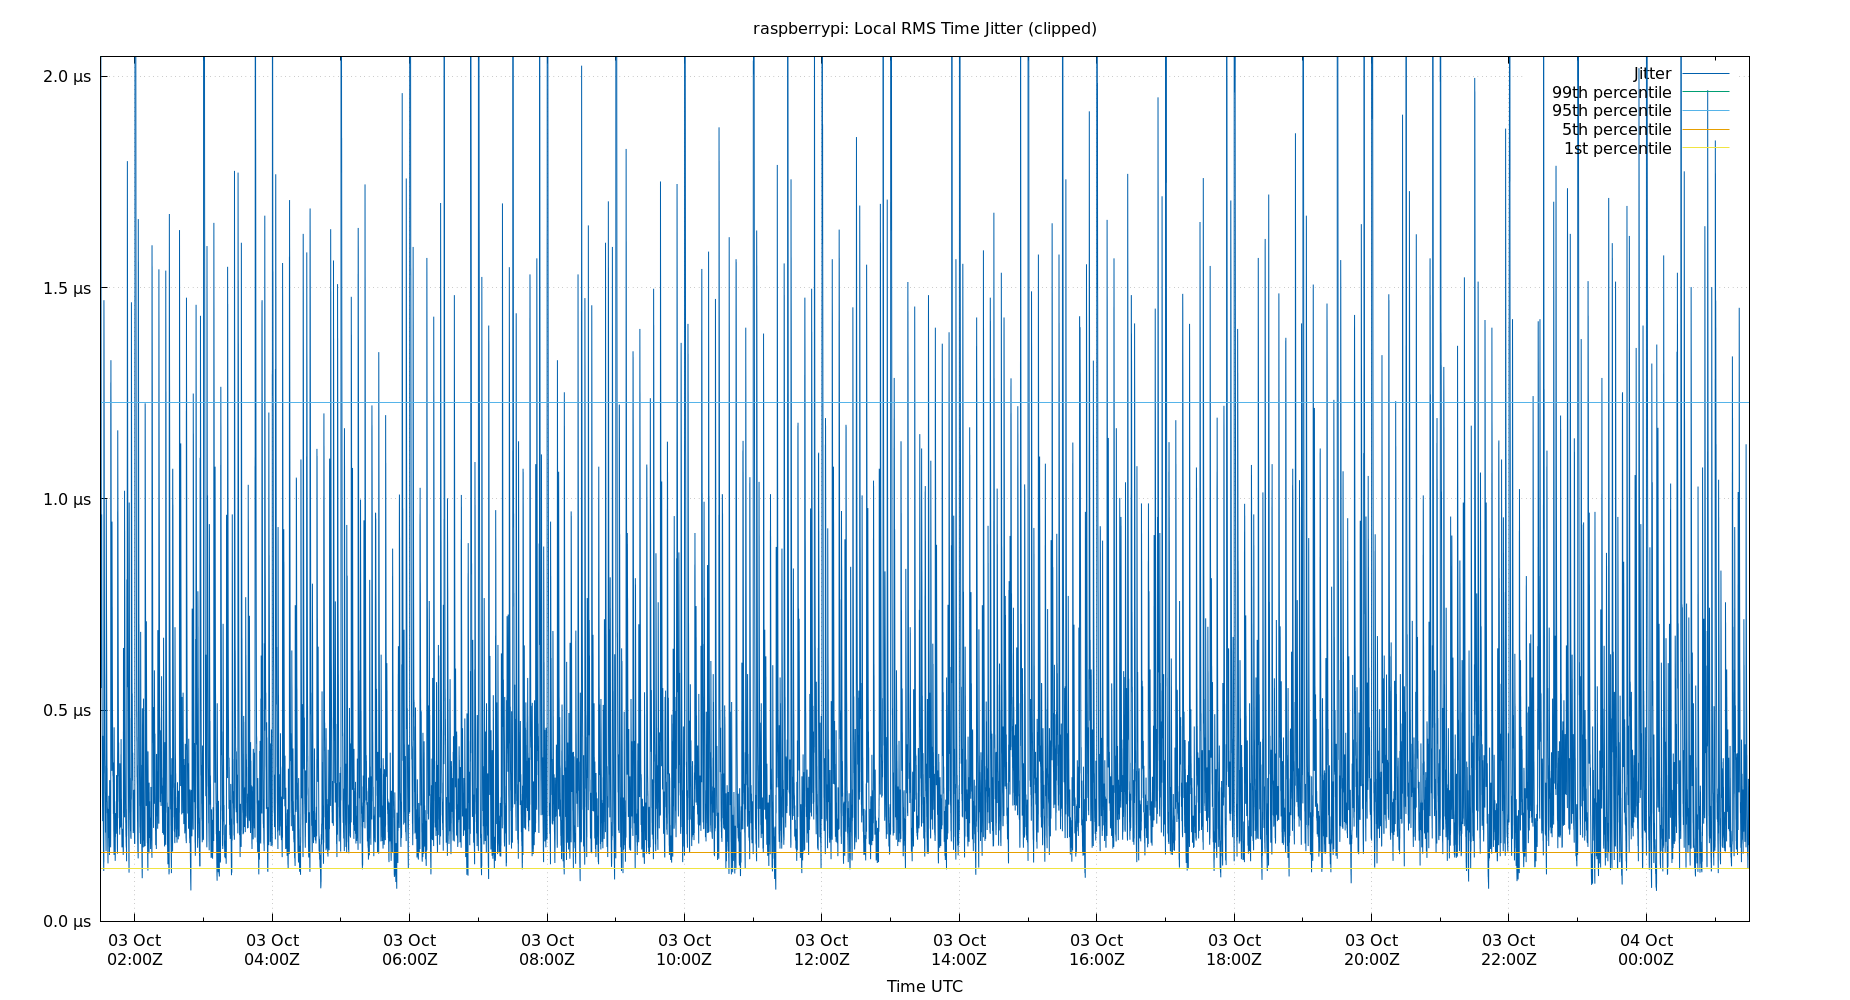 raspberrypi: Local RMS Time Jitter (clipped)
2.0 μs
1.5 μs
1.0 μs
0.5 μs
0.0 μs
Jitter
99th percentile
95th percentile
5th percentile
1st percentile
03 Oct 03 Oct 03 Oct 03 Oct 03 Oct 03 Oct 03 Oct 03 Oct 03 Oct 03 Oct 03 Oct 04 Oct
02:00Z 04:00Z 06:00Z 08:00Z 10:00Z 12:00Z 14:00Z 16:00Z 18:00Z 20:00Z 22:00Z 00:00Z
Time UTC